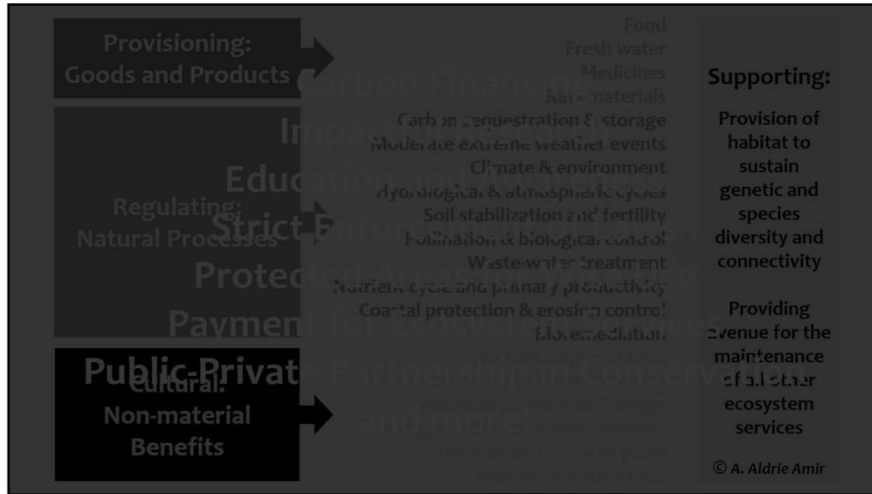 Provisioning:
Goods and Products
Regulating:
Natural Processes
Cultural:
Non-material
Benefits
Food
Fresh water
Medicines
Raw materials
Carbon sequestration & storage
Moderate extreme weather events
Climate & environment
Hydrological & atmospheric cycles
Soil stabilization and fertility
Pollination & biological control
Waste-water treatment
Nutrient cycle and primary productivity
Coastal protection & erosion control
Bioremediation
Supporting:
Provision of
habitat to
sustain
genetic and
species
diversity and
connectivity
Providing
avenue for the
maintenance
of all other
ecosystem
services
© A. Aldrie Amir
Carbon Financing
Impactful Research
Education and
Strict Enforcement
Protected Areas for
Payment for Ecosystem Services
Public-Private Partnership in Conservation
and more!